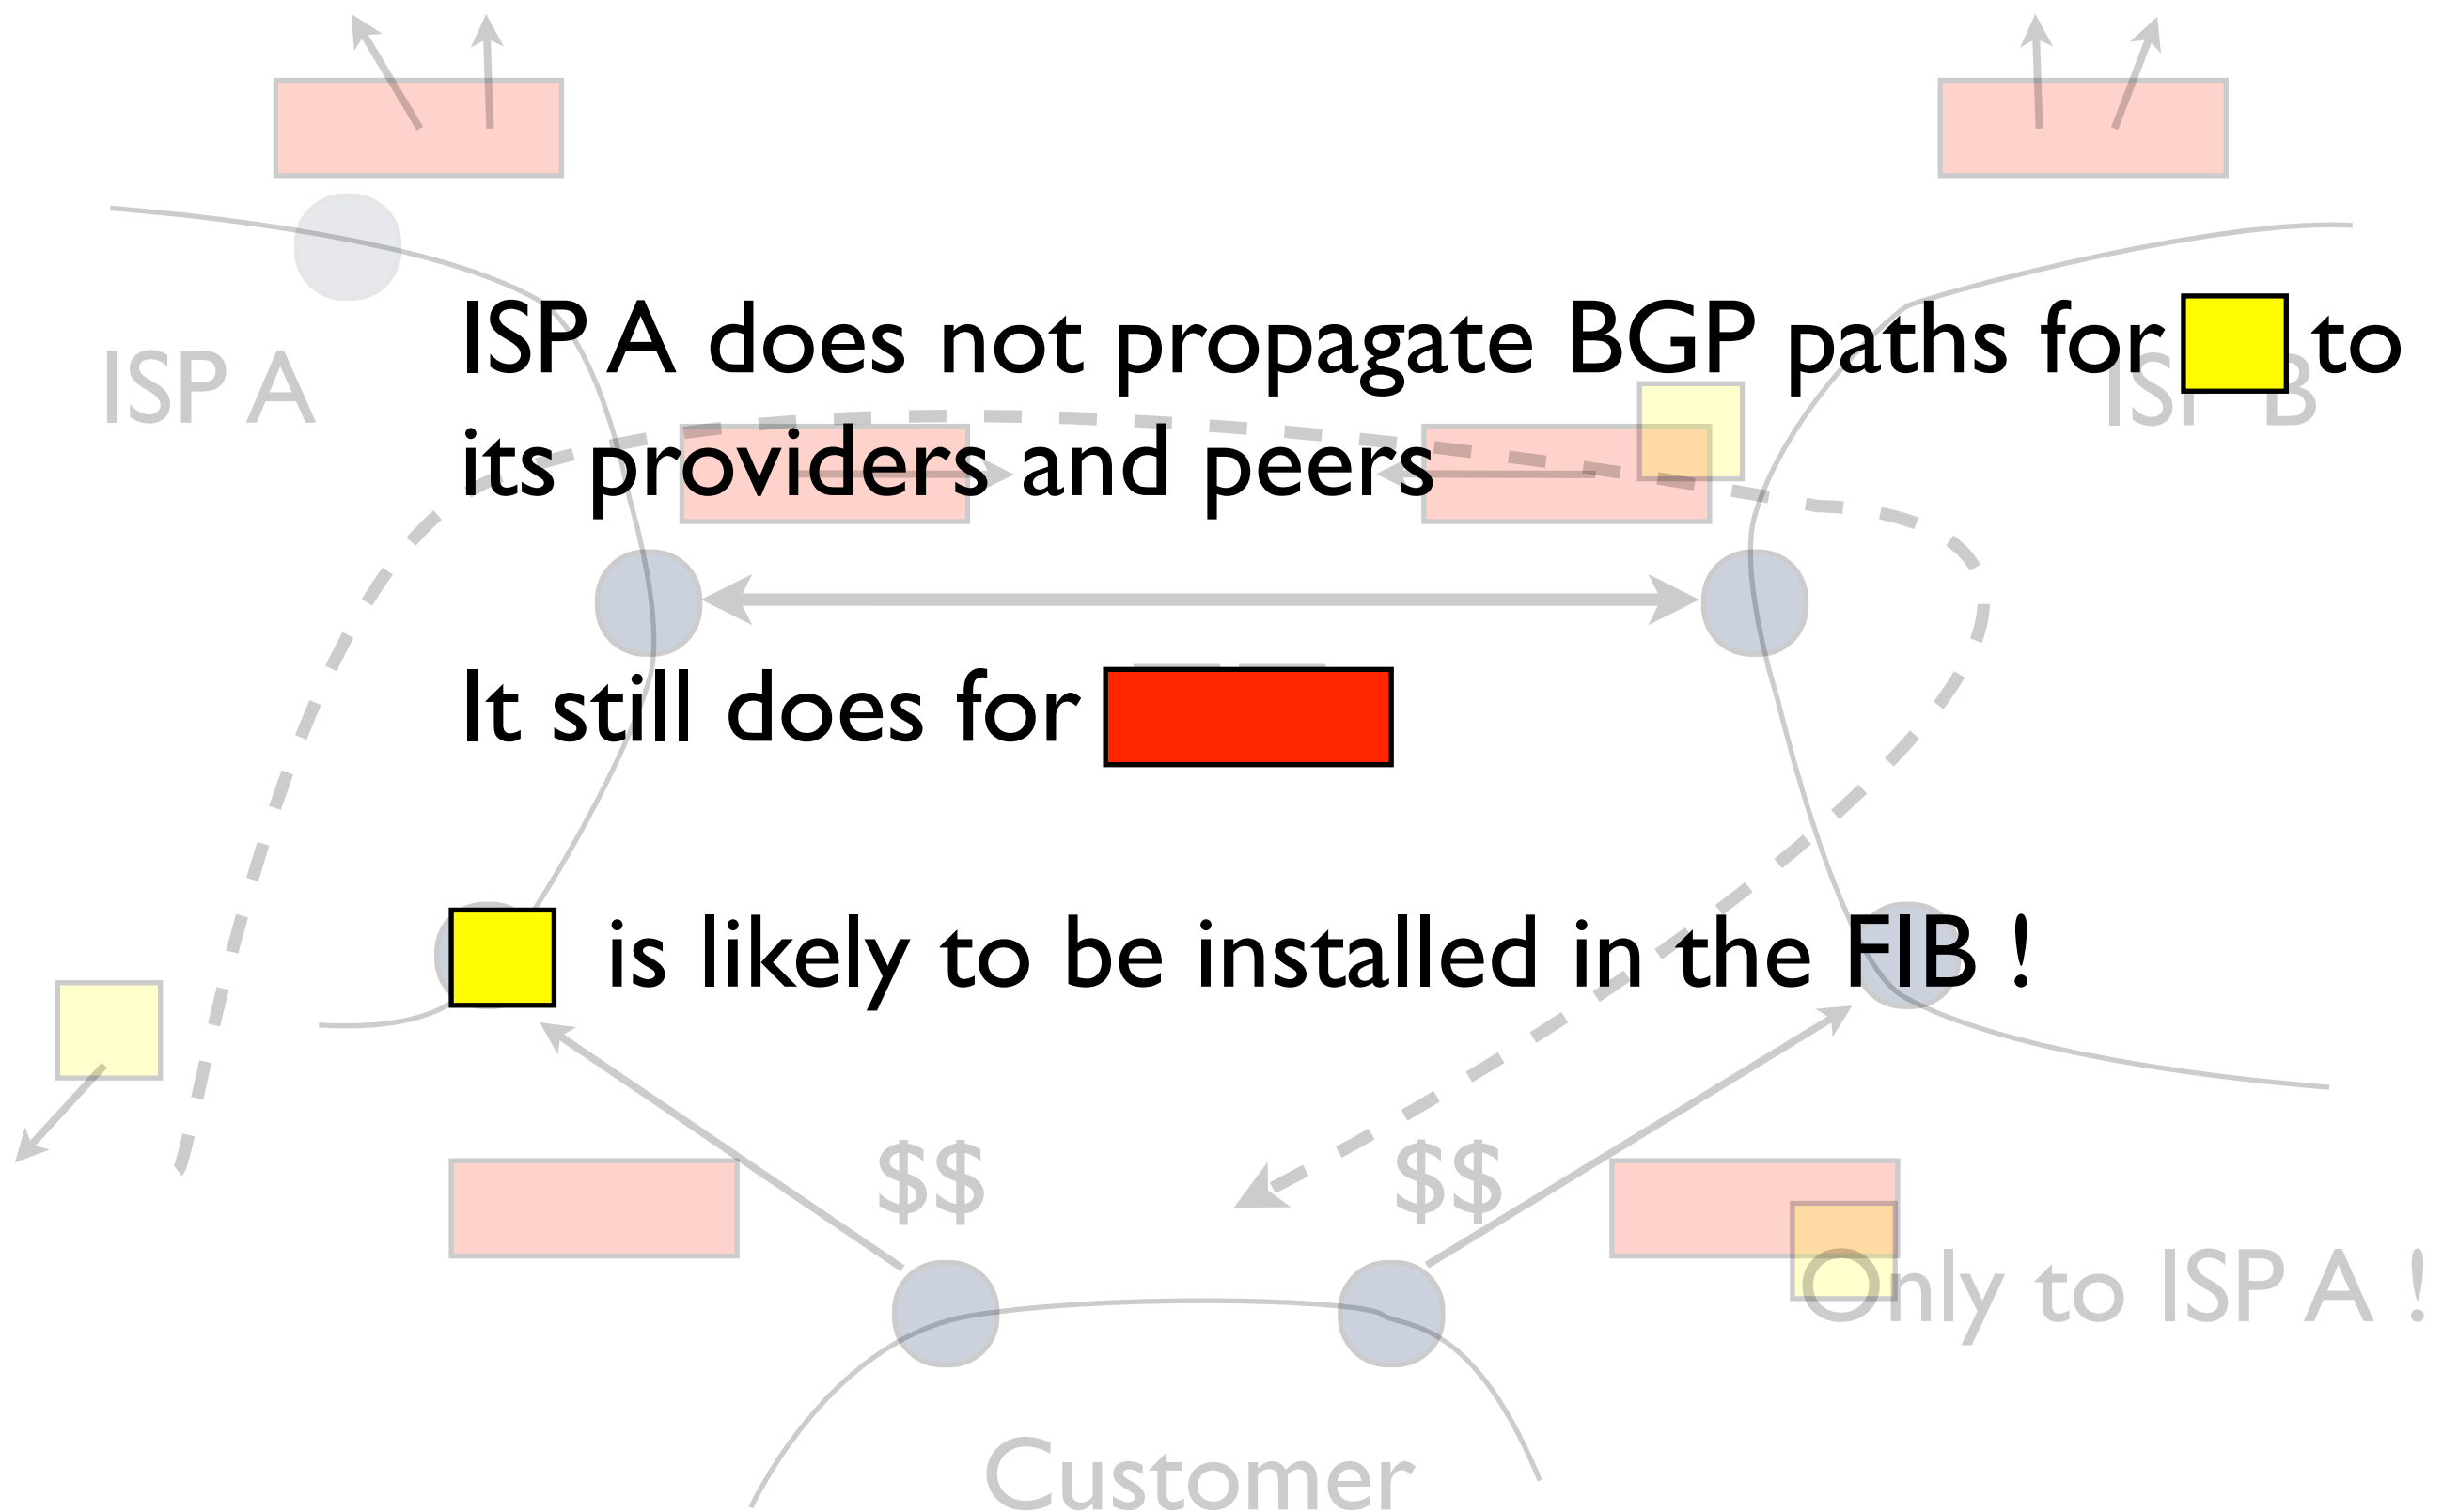 ISP A does not propagate BGP paths for to
ISP A
ISP B
its providers and peers
It still does for
is likely to be installed in the FIB !
$$
$$
Only to ISP A !
Customer